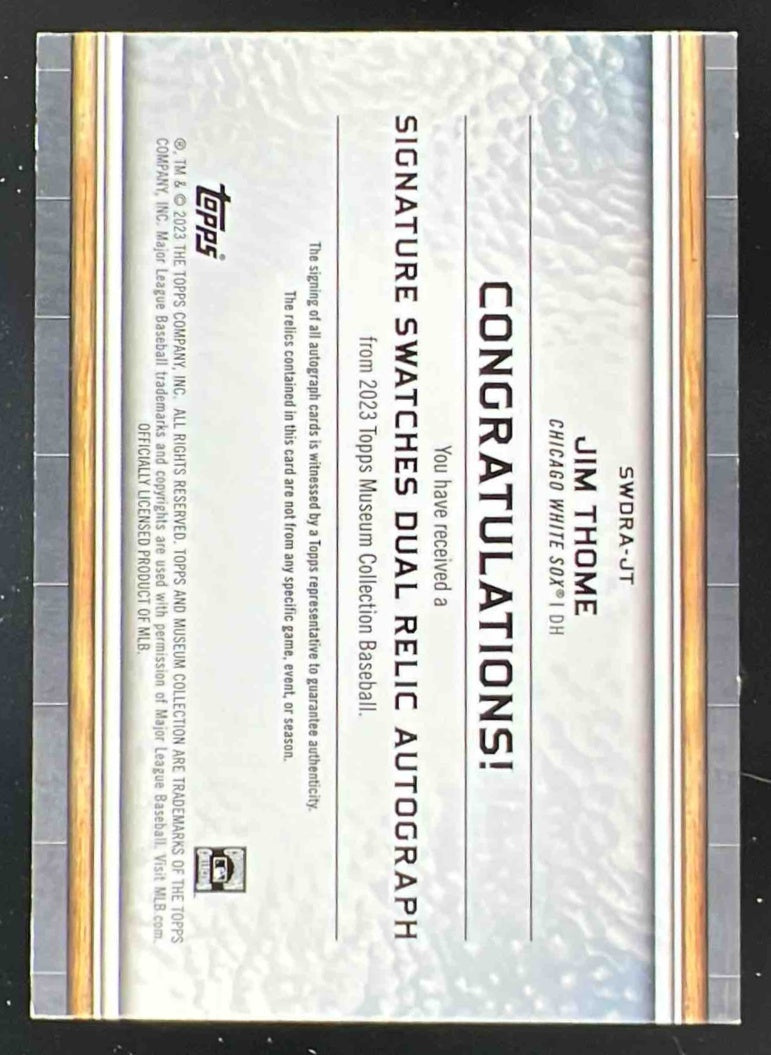 SWDRA-JT
JIM THOME
CHICAGO WHITE SOX® | DH
CONGRATULATIONS!
You have received a
SIGNATURE SWATCHES DUAL RELIC AUTOGRAPH
from 2023 Topps Museum Collection Baseball.
The signing of all autograph cards is witnessed by a Topps representative to guarantee authenticity.
The relics contained in this card are not from any specific game, event, or season.
topps®
®, TM & © 2023 THE TOPPS COMPANY, INC. ALL RIGHTS RESERVED. TOPPS AND MUSEUM COLLECTION ARE TRADEMARKS OF THE TOPPS
COMPANY, INC. Major League Baseball trademarks and copyrights are used with permission of Major League Baseball. Visit MLB.com.
OFFICIALLY LICENSED PRODUCT OF MLB.